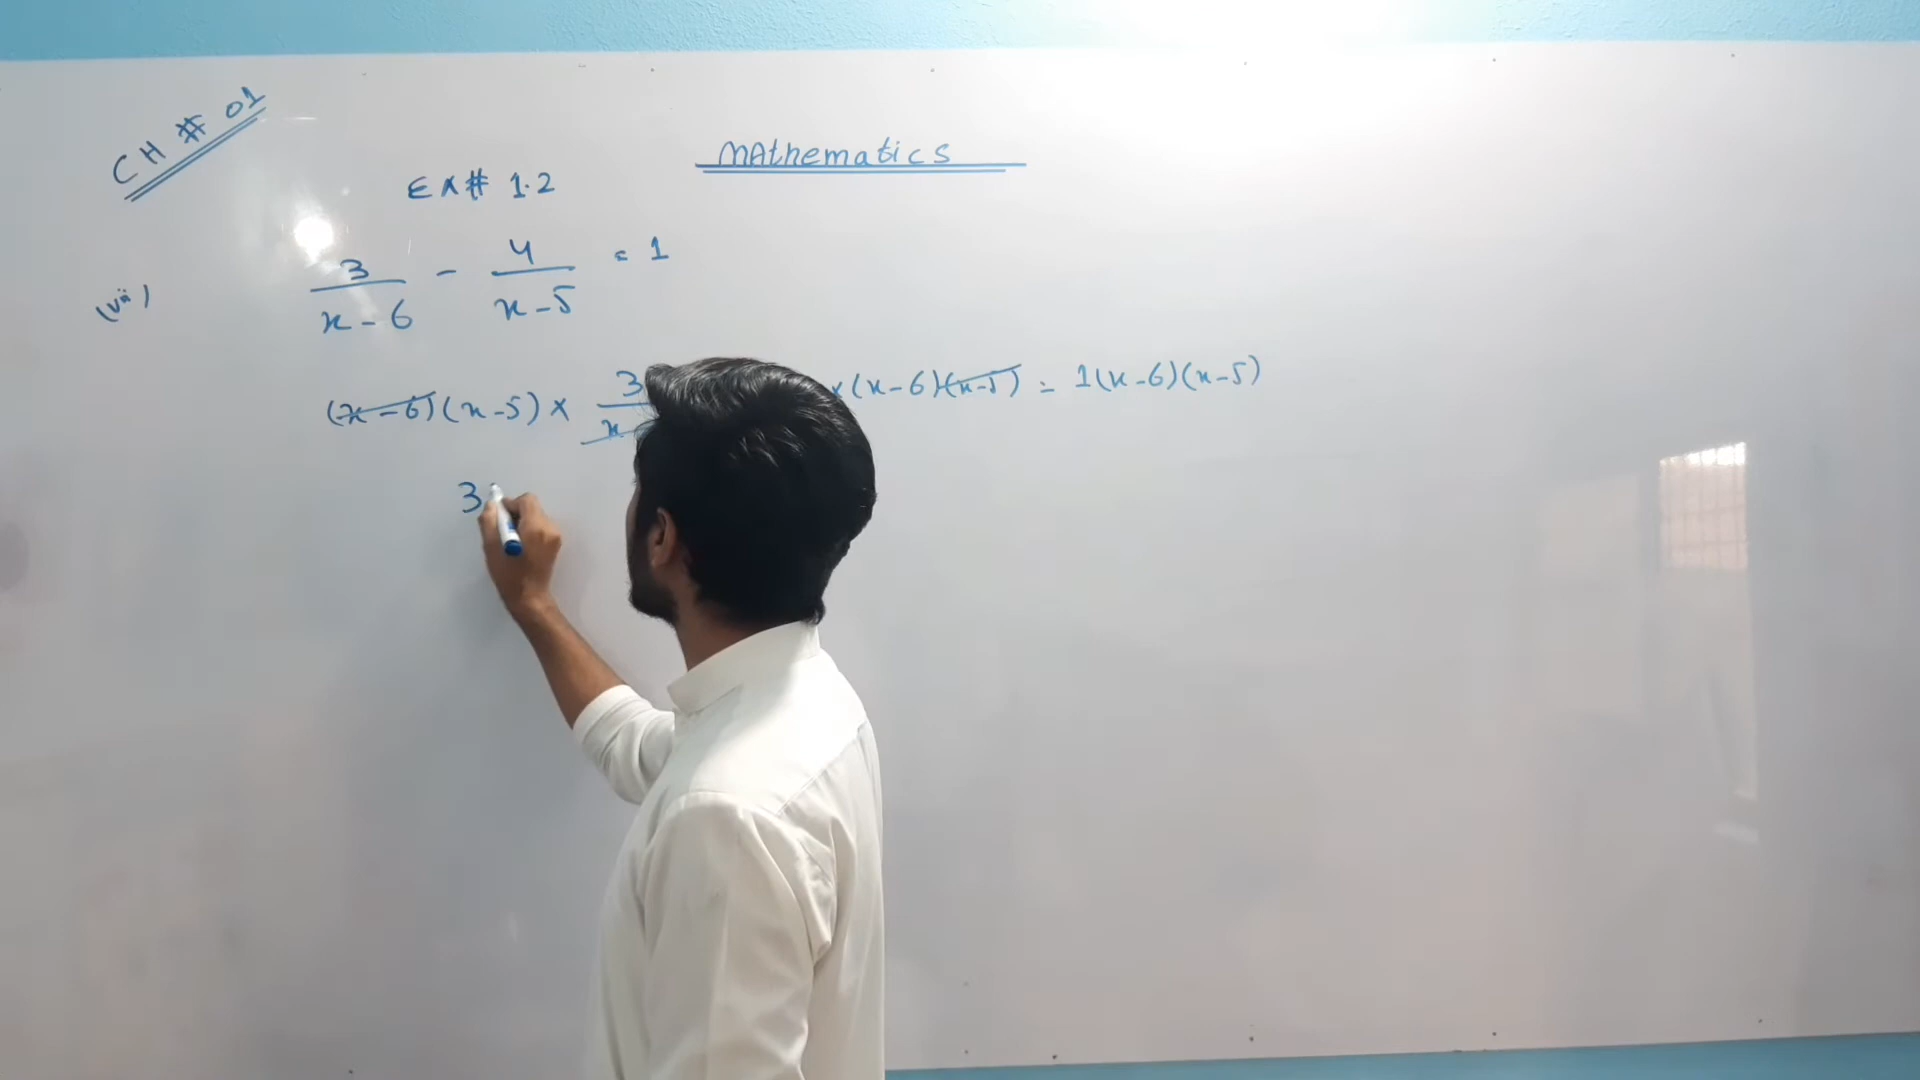 CH # 01
MAthematics
EX# 1.2
(vii) 3/(x-6) - 4/(x-5) = 1
(x-6)(x-5) × 3/x ×(x-6)(x-5) = 1(x-6)(x-5)
3